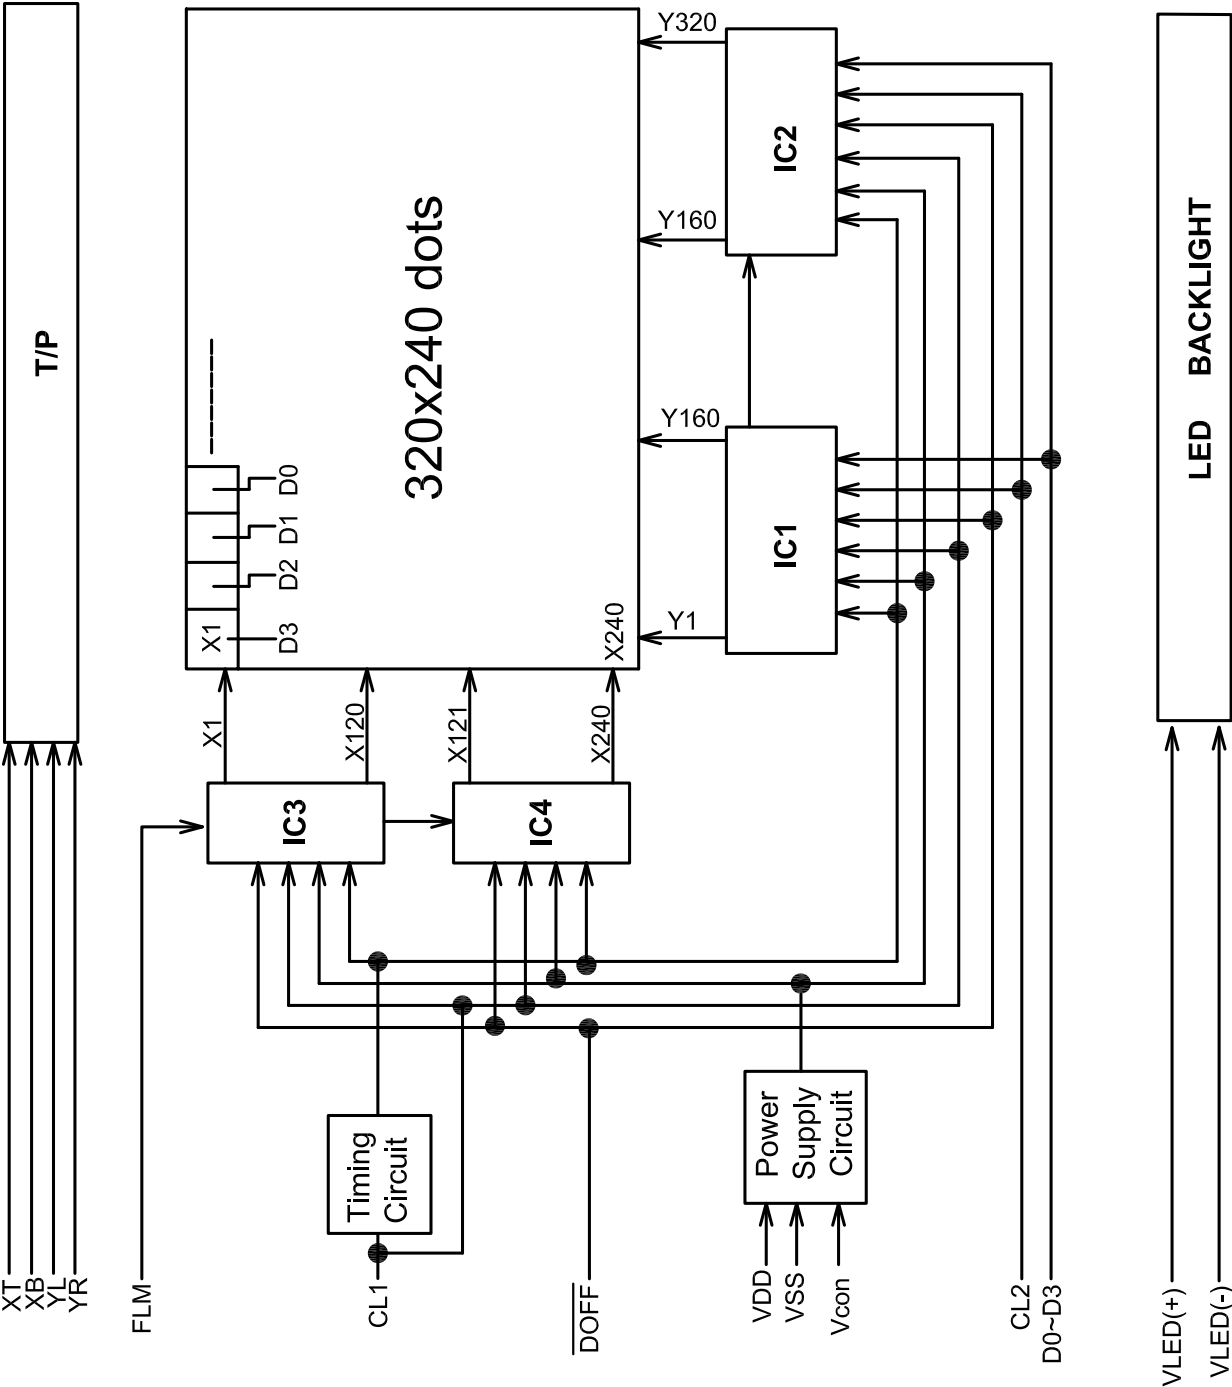 T/P
320x240 dots
X1
D3
D2
D1
D0
X240
Y320
Y160
Y160
Y1
IC2
IC1
X1
X120
X121
X240
IC3
IC4
Timing
Circuit
Power
Supply
Circuit
LED BACKLIGHT
XT
XB
YL
YR
FLM
CL1
DOFF
VDD
VSS
Vcon
CL2
D0~D3
VLED(+)
VLED(-)